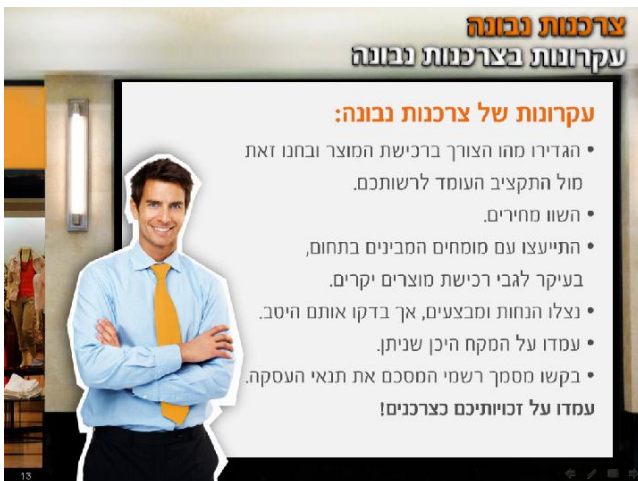 צרכנות נבונה
עקרונות בצרכנות נבונה
עקרונות של צרכנות נבונה:
• הגדירו מהו הצורך ברכישת המוצר ובחנו זאת
מול התקציב העומד לרשותכם.
• השוו מחירים.
• התייעצו עם מומחים המבינים בתחום,
בעיקר לגבי רכישת מוצרים יקרים.
• נצלו הנחות ומבצעים, אך בדקו אותם היטב.
• עמדו על המקח היכן שניתן.
• בקשו מסמך רשמי המסכם את תנאי העסקה.
עמדו על זכויותיכם כצרכנים!
13